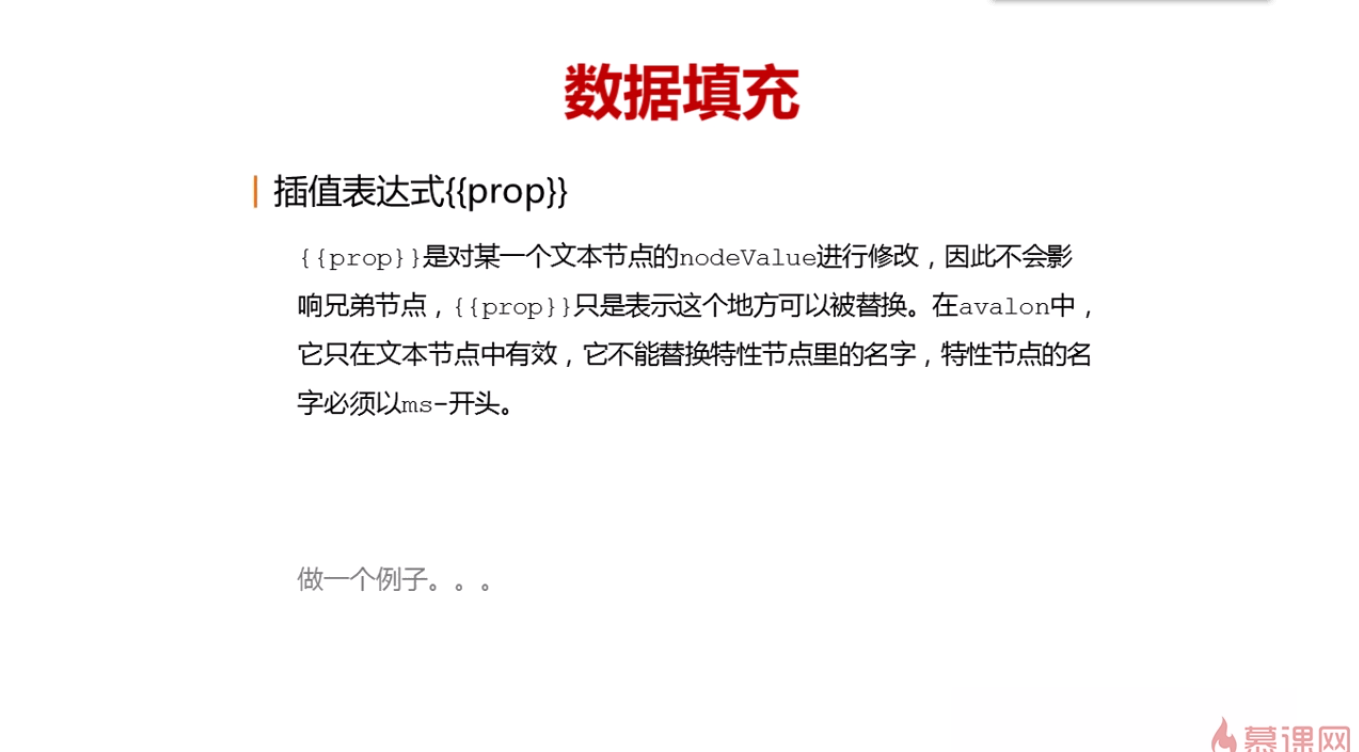 数据填充
插值表达式{{prop}}
{{prop}}是对某一个文本节点的nodeValue进行修改，因此不会影
响兄弟节点，{{prop}}只是表示这个地方可以被替换。在avalon中，
它只在文本节点中有效，它不能替换特性节点里的名字，特性节点的名
字必须以ms-开头。
做一个例子。。。
慕课网